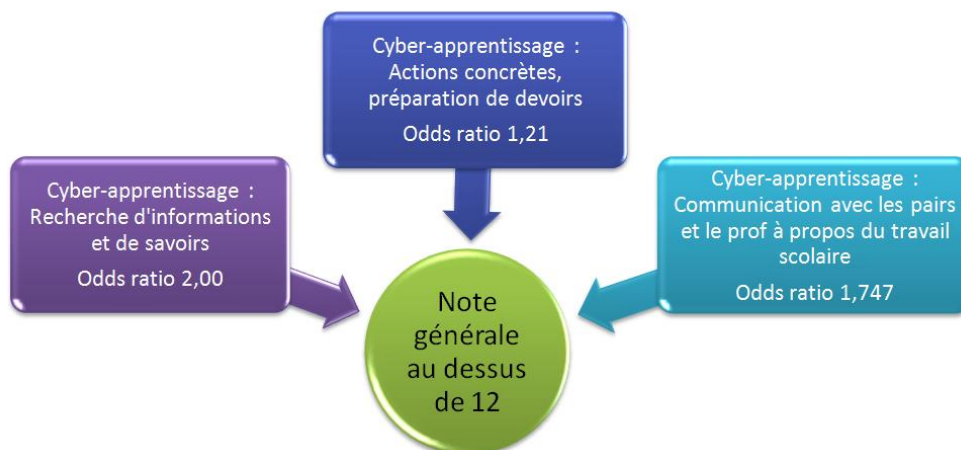 Cyber-apprentissage :
Actions concrètes,
préparation de devoirs
Odds ratio 1,21
Cyber-apprentissage :
Recherche d'informations
et de savoirs
Odds ratio 2,00
Cyber-apprentissage :
Communication avec les pairs
et le prof à propos du travail
scolaire
Odds ratio 1,747
Note
générale
au dessus
de 12